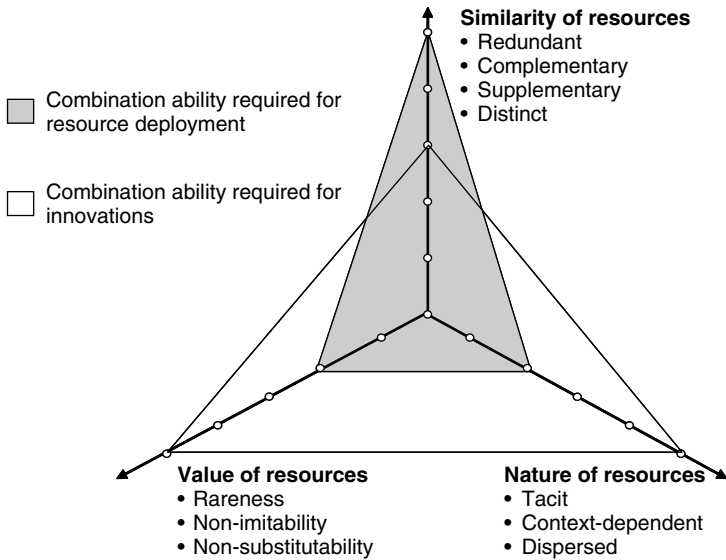 Similarity of resources
• Redundant
• Complementary
• Supplementary
• Distinct
Combination ability required for
resource deployment
Combination ability required for
innovations
Value of resources
• Rareness
• Non-imitability
• Non-substitutability
Nature of resources
• Tacit
• Context-dependent
• Dispersed